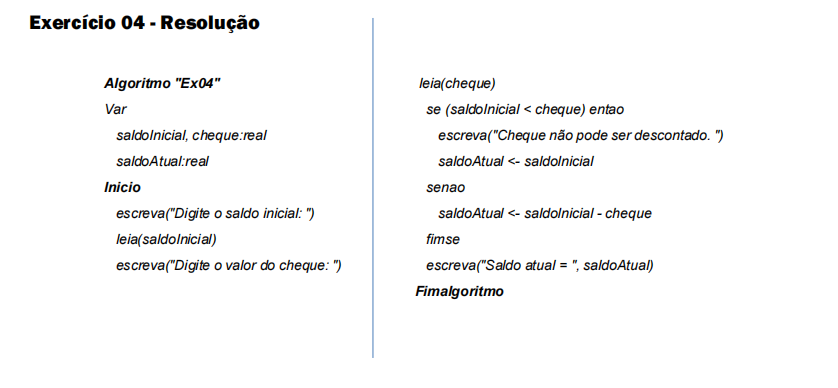 Exercício 04 - Resolução
Algoritmo "Ex04"
Var
saldoInicial, cheque:real
saldoAtual:real
Inicio
escreva("Digite o saldo inicial: ")
leia(saldoInicial)
escreva("Digite o valor do cheque: ")
leia(cheque)
se (saldoInicial < cheque) entao
escreva("Cheque não pode ser descontado. ")
saldoAtual <- saldoInicial
senao
saldoAtual <- saldoInicial - cheque
fimse
escreva("Saldo atual = ", saldoAtual)
Fimalgoritmo